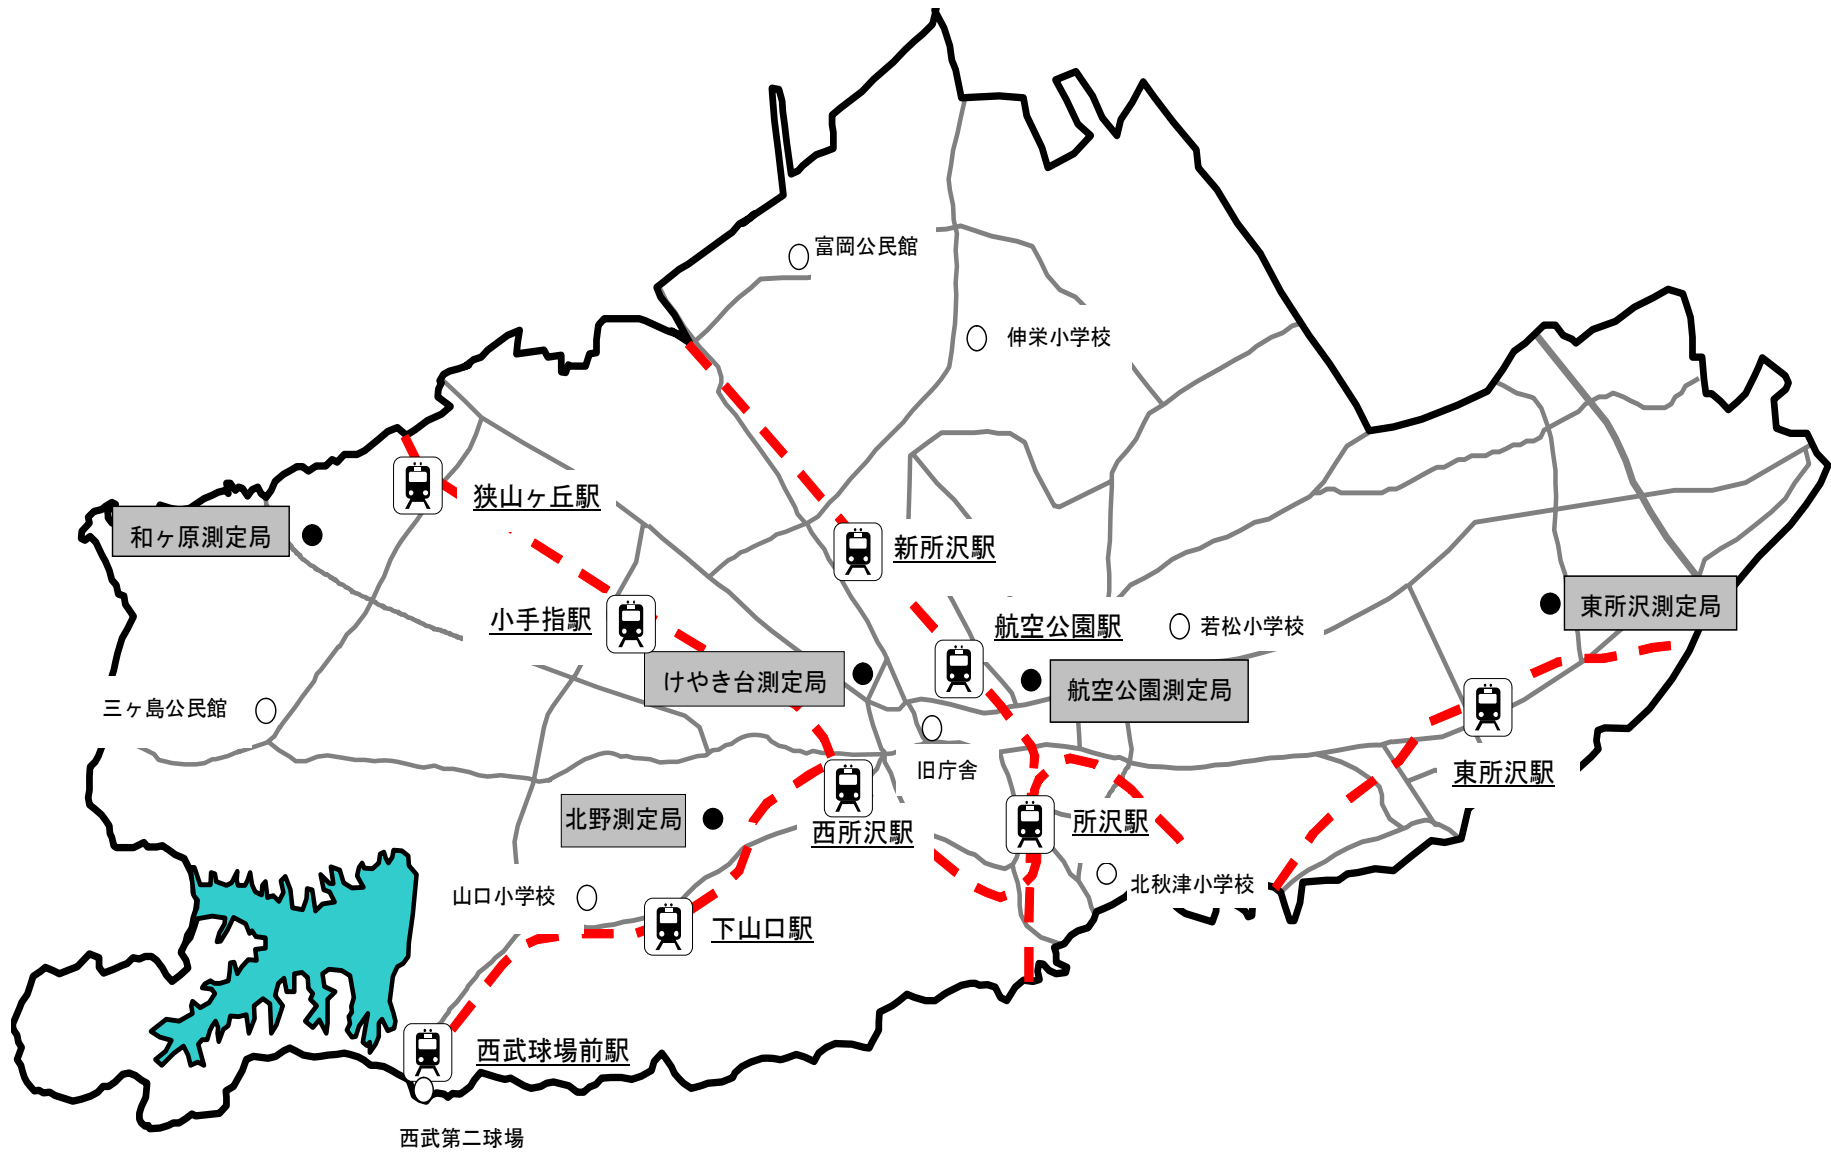 富岡公民館
伸栄小学校
狭山ヶ丘駅
和ヶ原測定局
新所沢駅
東所沢測定局
小手指駅
航空公園駅
若松小学校
けやき台測定局
航空公園測定局
三ヶ島公民館
旧庁舎
東所沢駅
北野測定局
西所沢駅
所沢駅
山口小学校
北秋津小学校
下山口駅
西武球場前駅
西武第二球場